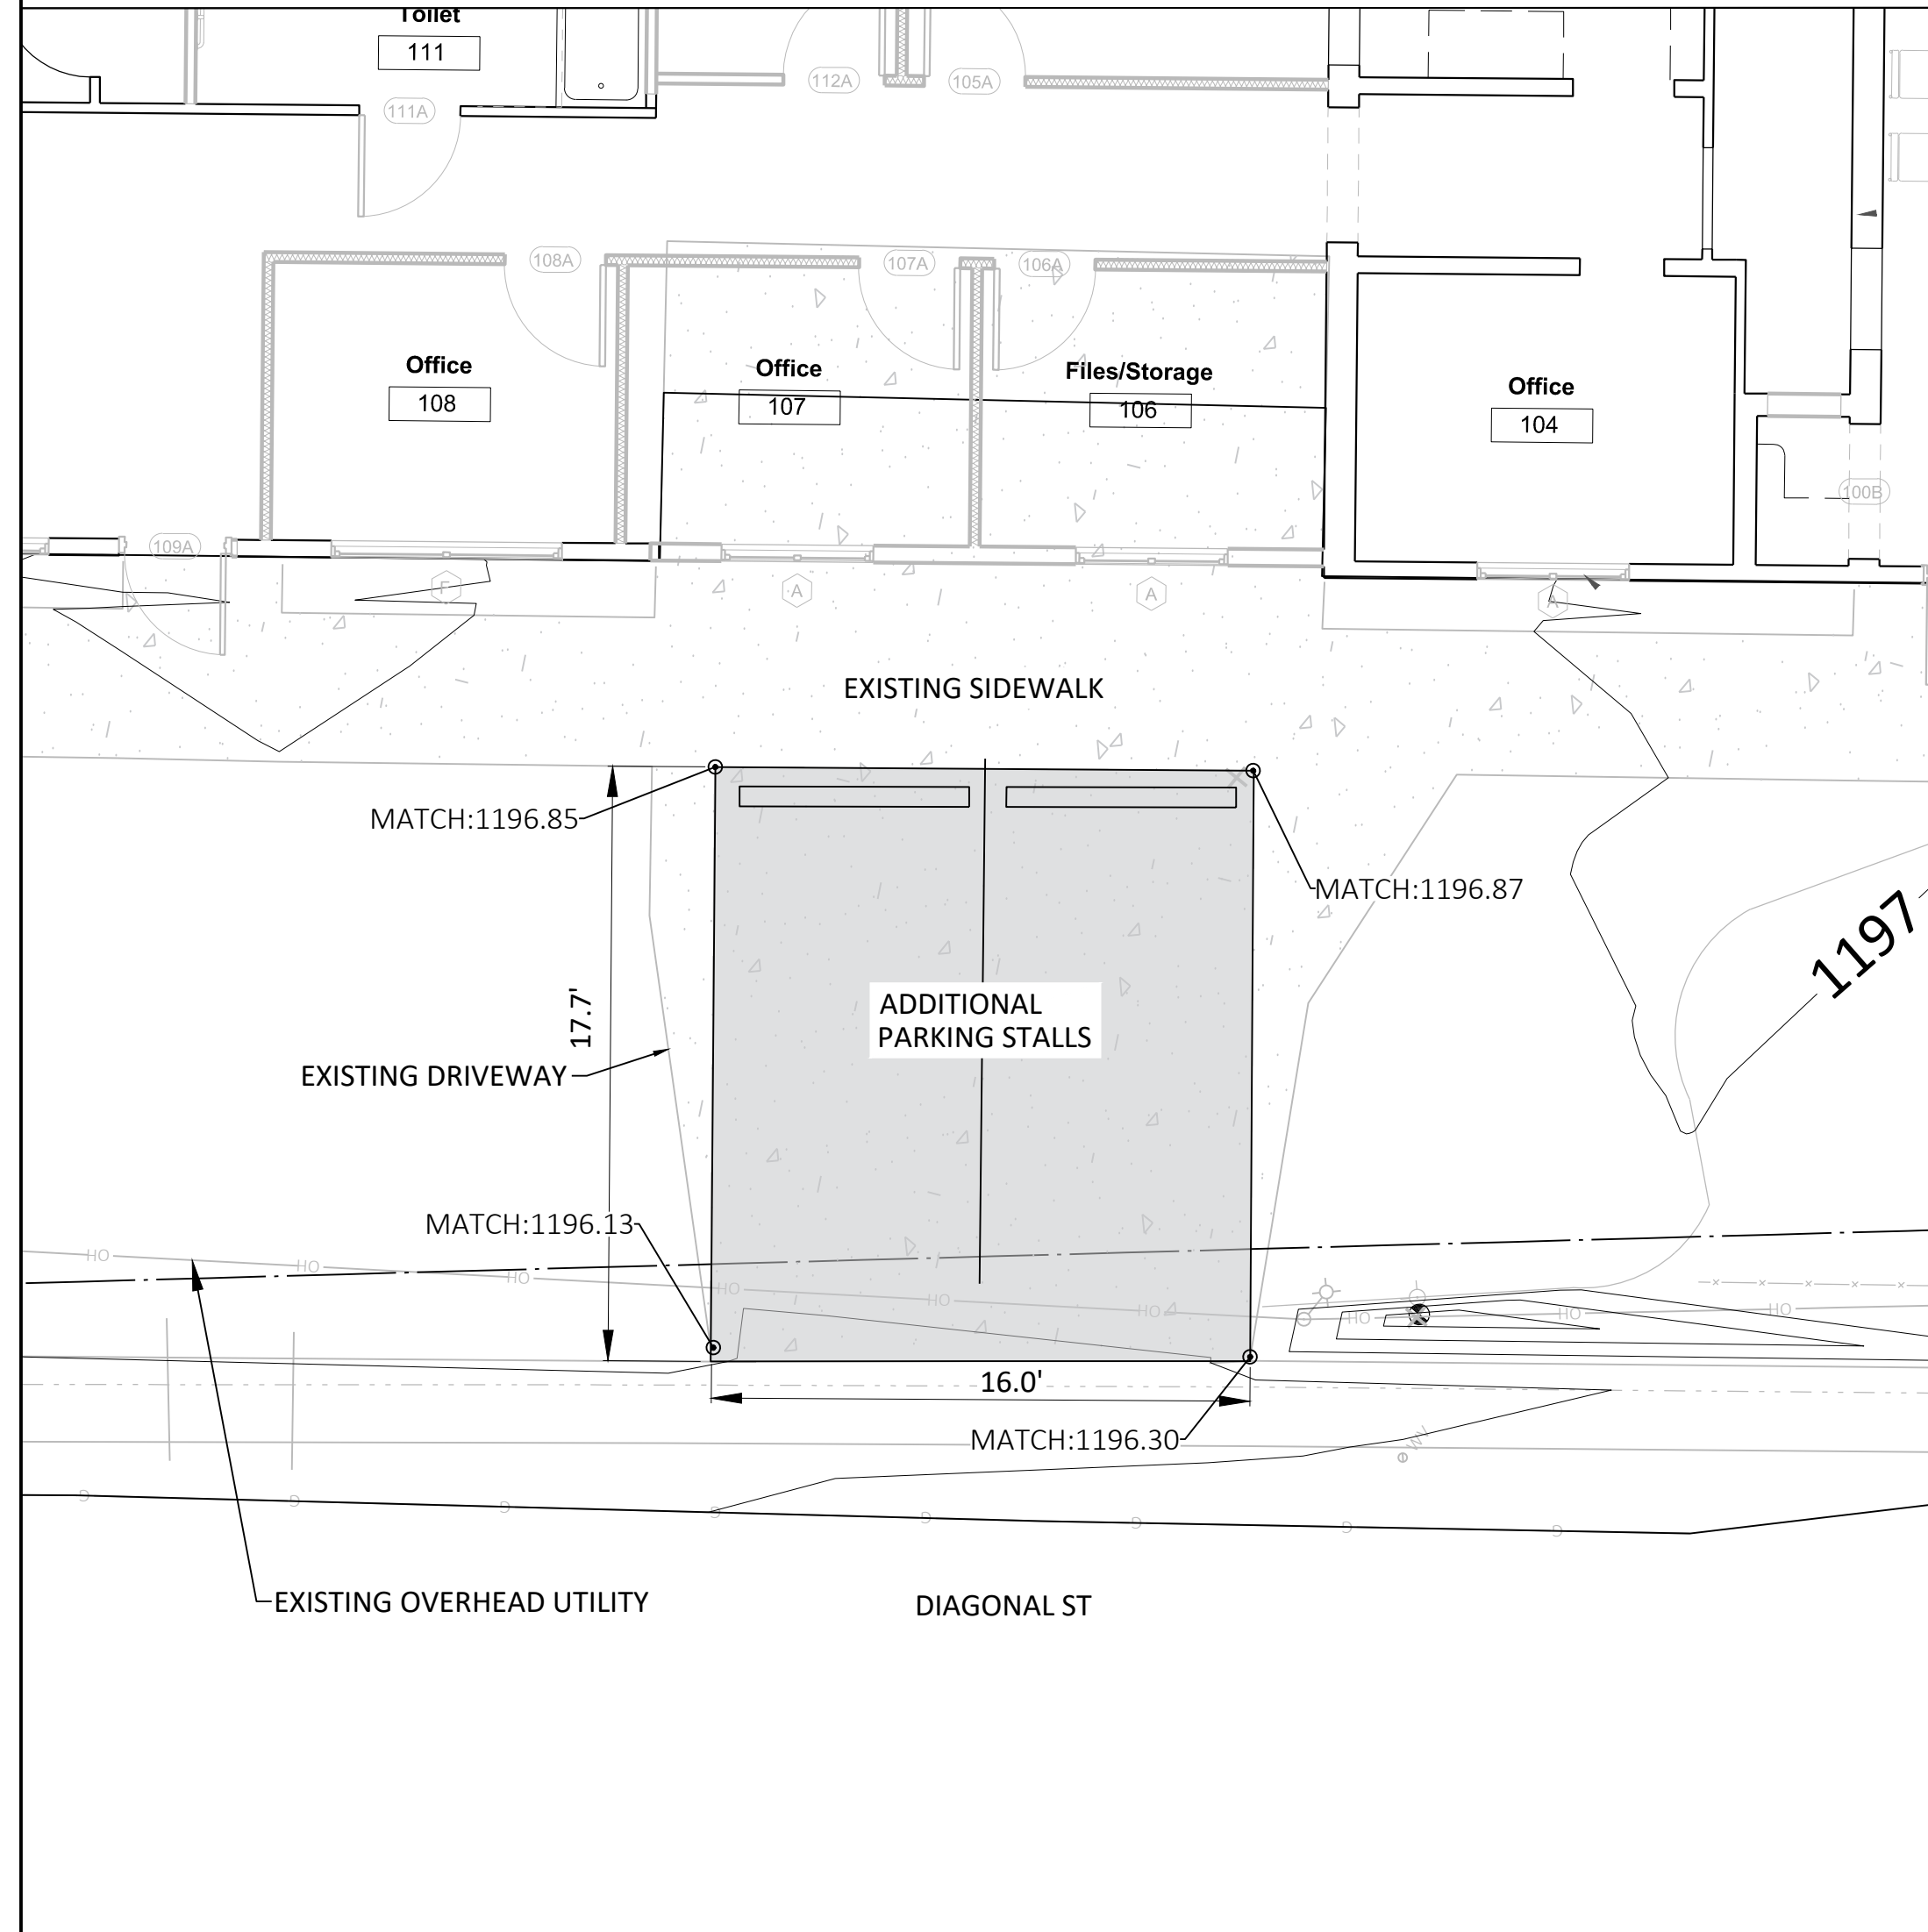 Toilet
111
112A
105A
111A
108A
107A
106A
Office
108
Office
107
Files/Storage
106
Office
104
100B
109A
F
A
A
A
EXISTING SIDEWALK
MATCH:1196.85
MATCH:1196.87
1197
17.7'
ADDITIONAL
PARKING STALLS
EXISTING DRIVEWAY
MATCH:1196.13
HO
HO
HO
HO
HO
HO
HO
HO
HO
16.0'
MATCH:1196.30
WV
D
D
D
D
D
D
D
D
EXISTING OVERHEAD UTILITY
DIAGONAL ST